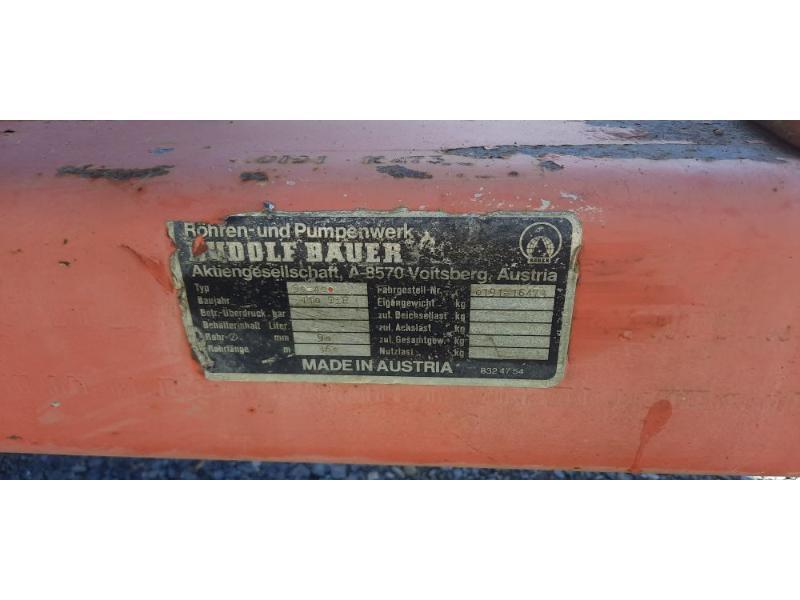 Röhren-und Pumpenwerk
RUDOLF BAUER
Aktiengesellschaft, A-8570 Voitsberg, Austria
BAUER
Typ
Fahrgestell-Nr.
Baujahr
Eigengewicht kg
Betr.-Überdruck bar
zul. Deichsellast kg
Behälterinhalt Liter
zul. Achslast kg
Rohr-∅ mm 90
zul. Gesamtgew. kg
Rohrlänge m
Nutzlast kg
MADE IN AUSTRIA
832 47 54